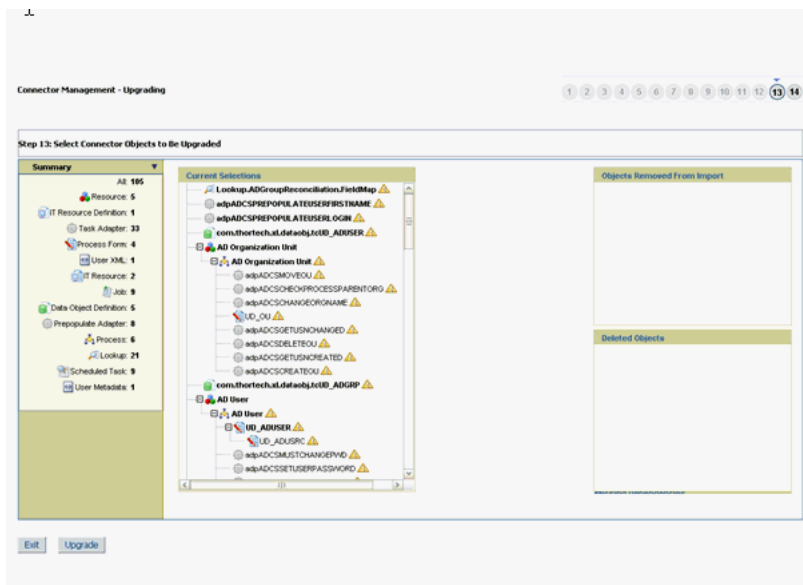 Connector Management - Upgrading
1 2 3 4 5 6 7 8 9 10 11 12 13 14
Step 13: Select Connector Objects to Be Upgraded
Summary
All: 105
Resource: 5
IT Resource Definition: 1
Task Adapter: 33
Process Form: 4
User XML: 1
IT Resource: 2
Job: 9
Data Object Definition: 5
Prepopulate Adapter: 8
Process: 6
Lookup: 21
Scheduled Task: 9
User Metadata: 1
Current Selections
Lookup.ADGroupReconciliation.FieldMap
adpADCSPREPOPULATEUSERFIRSTNAME
adpADCSPREPOPULATEUSERLOGIN
com.thortech.xl.dataobj.tcUD_ADUSER
AD Organization Unit
AD Organization Unit
adpADCSMOVEOU
adpADCSCHECKPROCESSPARENTORG
adpADCSCHANGEORGNAME
UD_OU
adpADCSGETUSNCHANGED
adpADCSDELETEOU
adpADCSGETUSNCREATED
adpADCSCREATEOU
com.thortech.xl.dataobj.tcUD_ADGRP
AD User
AD User
UD_ADUSER
UD_ADUSRC
adpADCSMUSTCHANGEPWD
adpADCSSETUSERPASSWORD
Objects Removed From Import
Deleted Objects
Exit
Upgrade